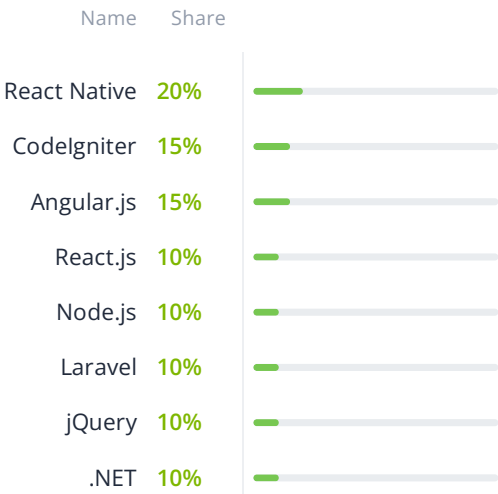 Name Share
React Native 20%
CodeIgniter 15%
Angular.js 15%
React.js 10%
Node.js 10%
Laravel 10%
jQuery 10%
.NET 10%